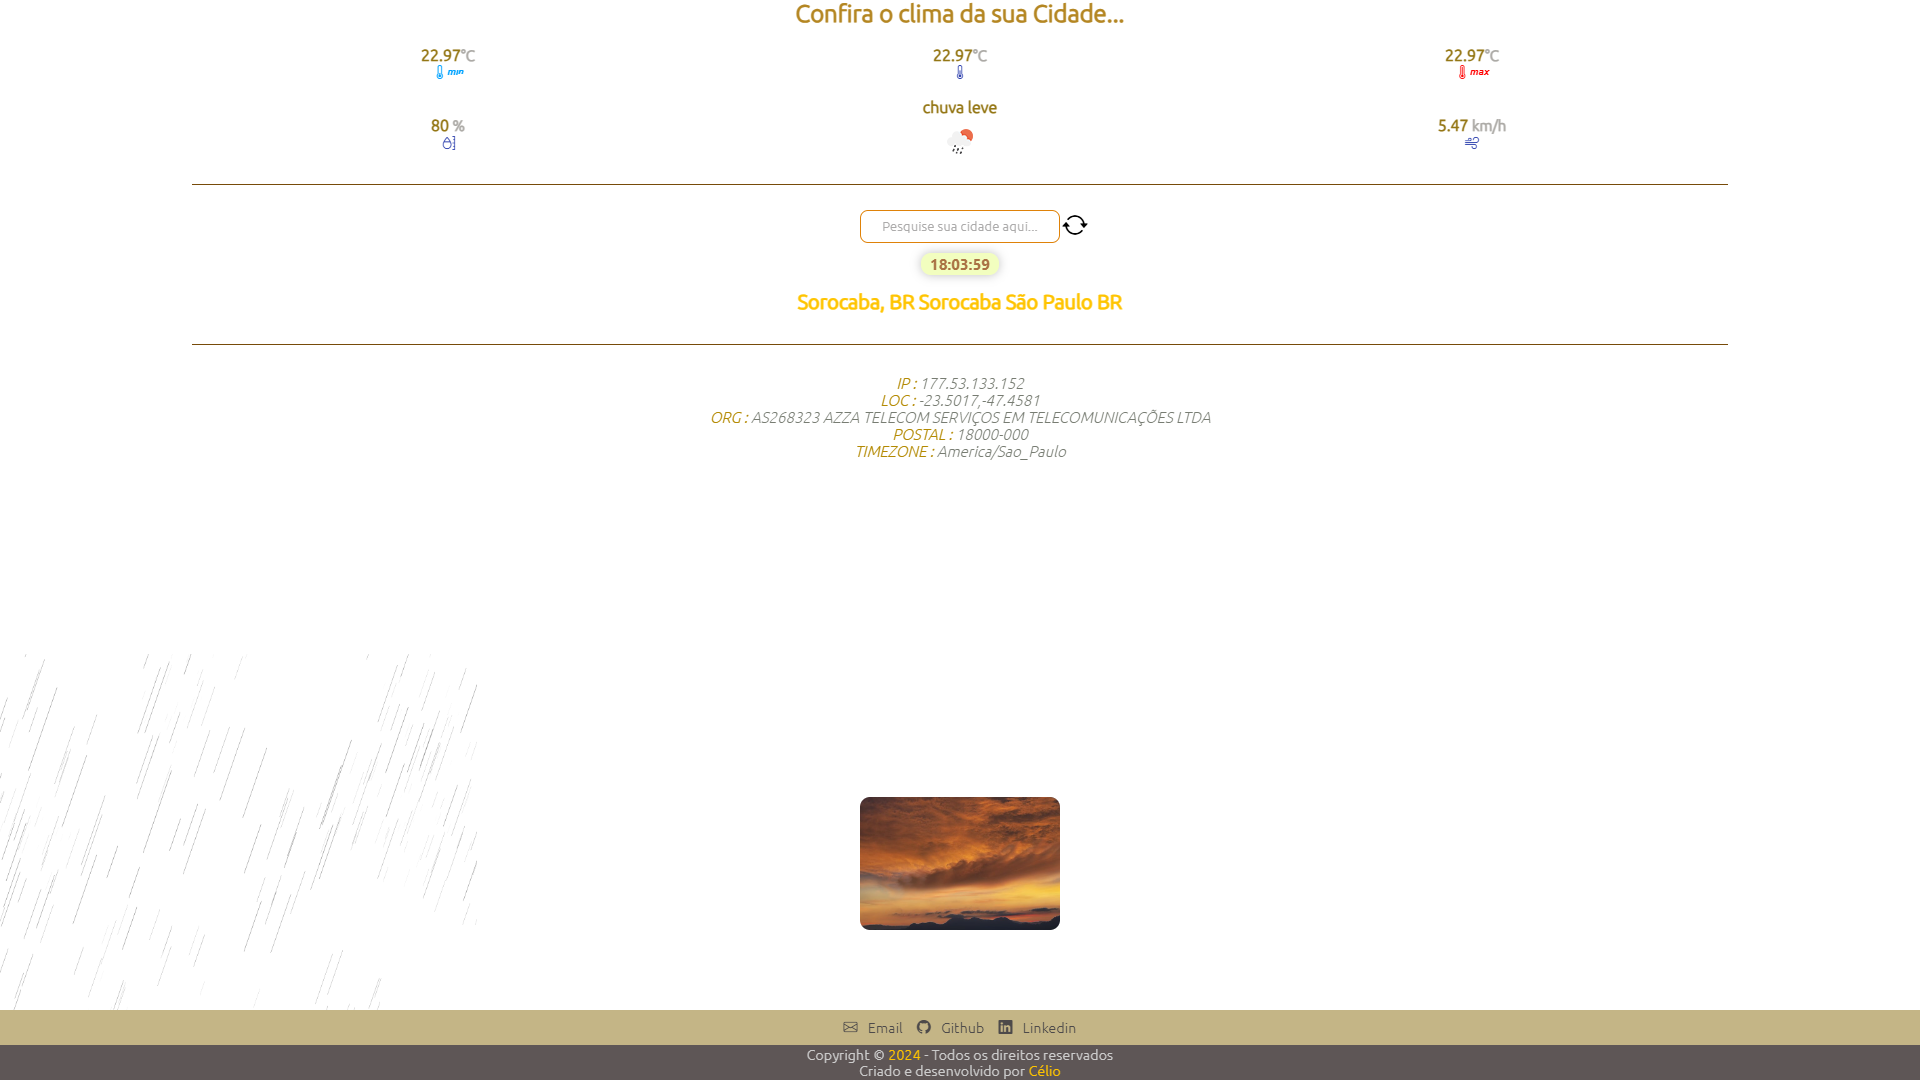 Confira o clima da sua Cidade...
22.97°C 22.97°C 22.97°C
min max
chuva leve
80 % 5.47 km/h
Pesquise sua cidade aqui...
18:03:59
Sorocaba, BR Sorocaba São Paulo BR
IP : 177.53.133.152
LOC : -23.5017,-47.4581
ORG : AS268323 AZZA TELECOM SERVIÇOS EM TELECOMUNICAÇÕES LTDA
POSTAL : 18000-000
TIMEZONE : America/Sao_Paulo
Email Github Linkedin
Copyright © 2024 - Todos os direitos reservados
Criado e desenvolvido por Célio